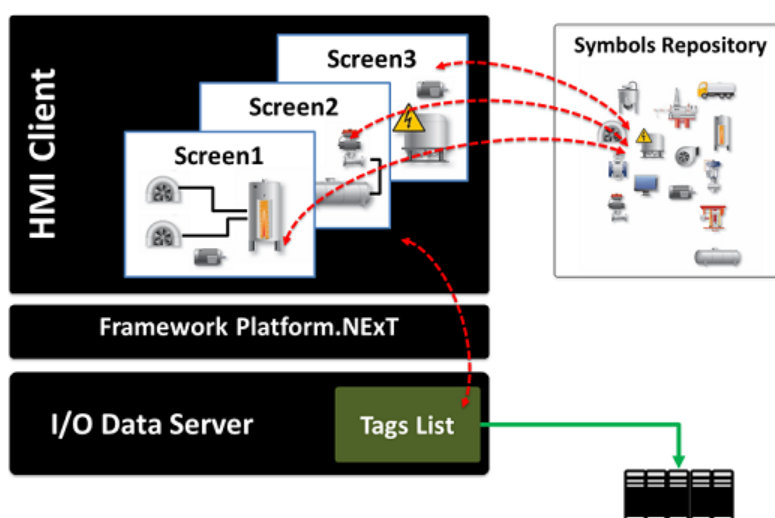 HMI Client
Screen3
Screen2
Screen1
Symbols Repository
Framework Platform.NExT
I/O Data Server
Tags List